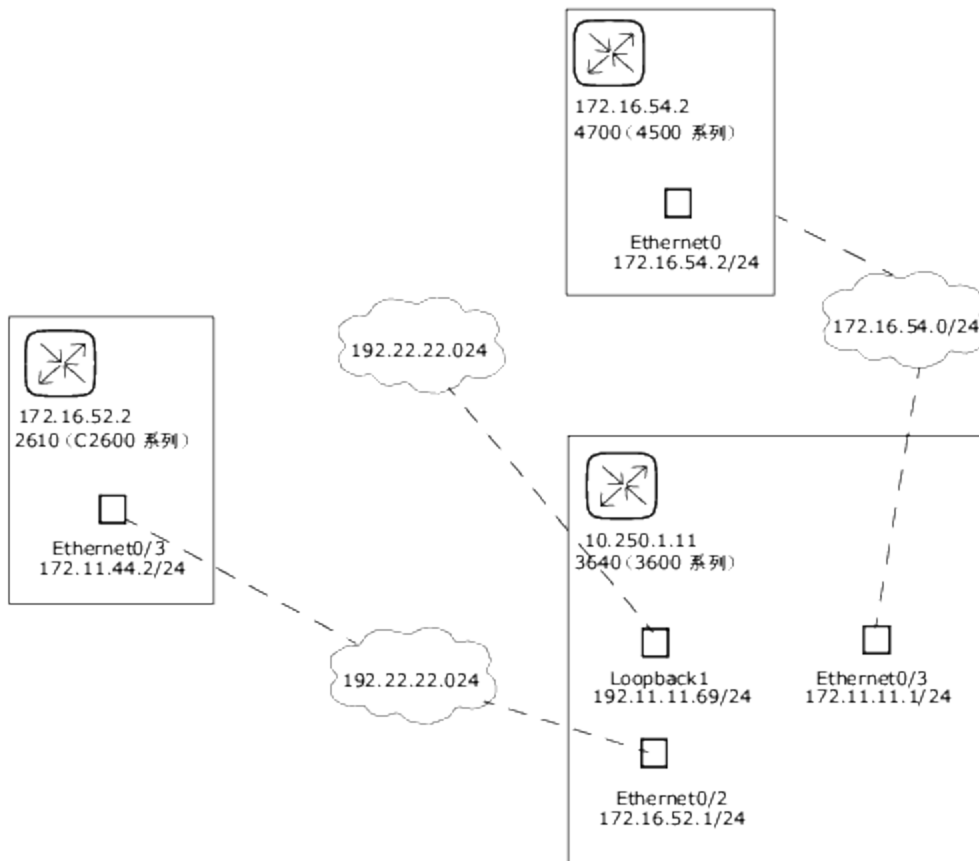 172.16.54.2
4700（4500 系列）
Ethernet0
172.16.54.2/24
172.16.54.0/24
192.22.22.024
172.16.52.2
2610（C2600 系列）
Ethernet0/3
172.11.44.2/24
10.250.1.11
3640（3600 系列）
Loopback1
192.11.11.69/24
Ethernet0/3
172.11.11.1/24
192.22.22.024
Ethernet0/2
172.16.52.1/24